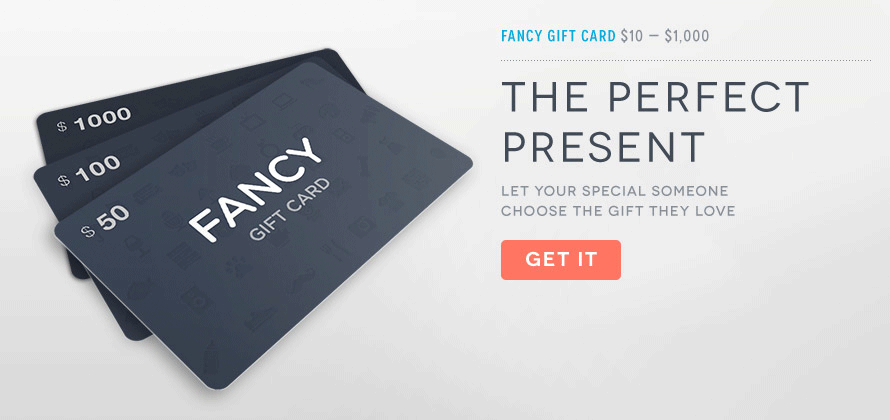 $ 1000
$ 100
$ 50
FANCY
GIFT CARD
FANCY GIFT CARD $10 — $1,000
THE PERFECT
PRESENT
LET YOUR SPECIAL SOMEONE
CHOOSE THE GIFT THEY LOVE
GET IT